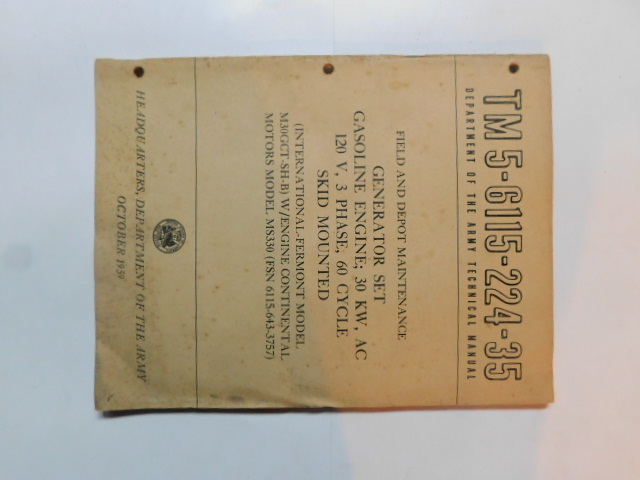 TM 5-6115-224-35
DEPARTMENT OF THE ARMY TECHNICAL MANUAL
FIELD AND DEPOT MAINTENANCE
GENERATOR SET
GASOLINE ENGINE; 30 KW, AC
120 V, 3 PHASE, 60 CYCLE
SKID MOUNTED
(INTERNATIONAL-FERMONT MODEL
M30GCT-SH-B) W/ENGINE CONTINENTAL
MOTORS MODEL MS330 (FSN 6115-643-3757)
HEADQUARTERS, DEPARTMENT OF THE ARMY
OCTOBER 1959